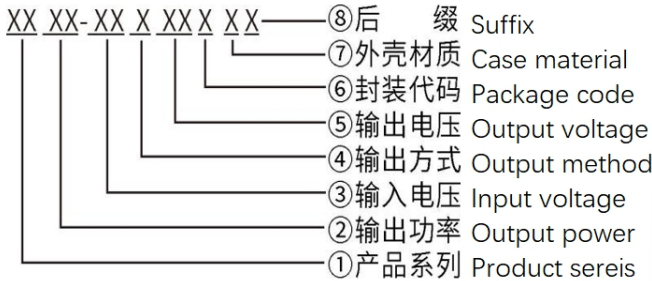 XX XX-XX X XX X X X
⑧后 缀 Suffix
⑦外壳材质 Case material
⑥封装代码 Package code
⑤输出电压 Output voltage
④输出方式 Output method
③输入电压 Input voltage
②输出功率 Output power
①产品系列 Product sereis